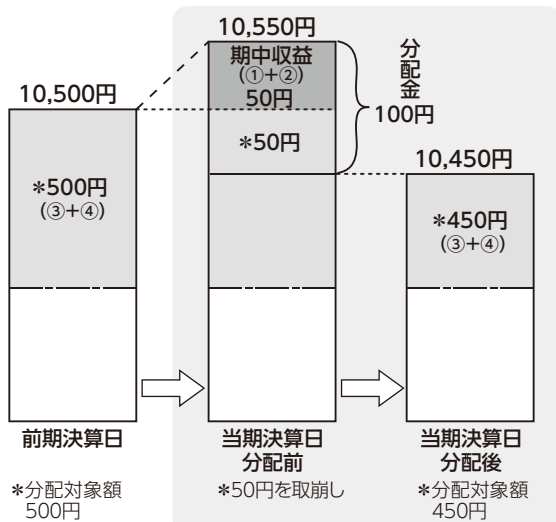 10,500円
*500円
(③+④)
前期決算日
*分配対象額
500円
10,550円
期中収益
(①+②)
50円
*50円
分配金
100円
当期決算日
分配前
*50円を取崩し
10,450円
*450円
(③+④)
当期決算日
分配後
*分配対象額
450円